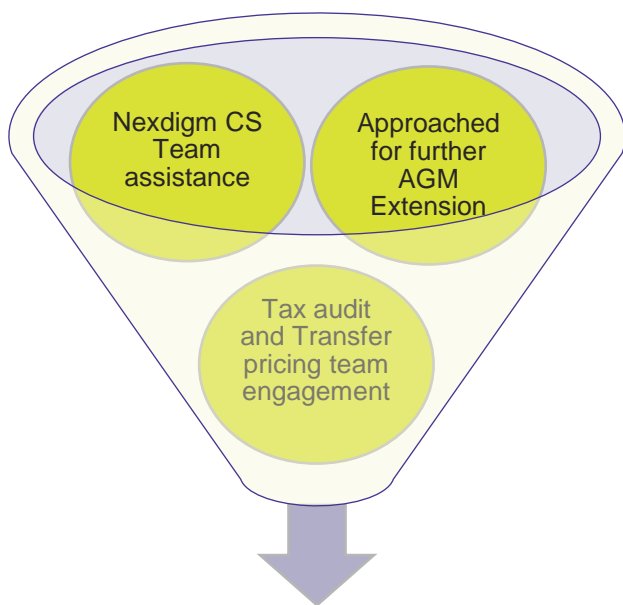 Nexdigm CS
Team
assistance
Approached
for further
AGM
Extension
Tax audit
and Transfer
pricing team
engagement